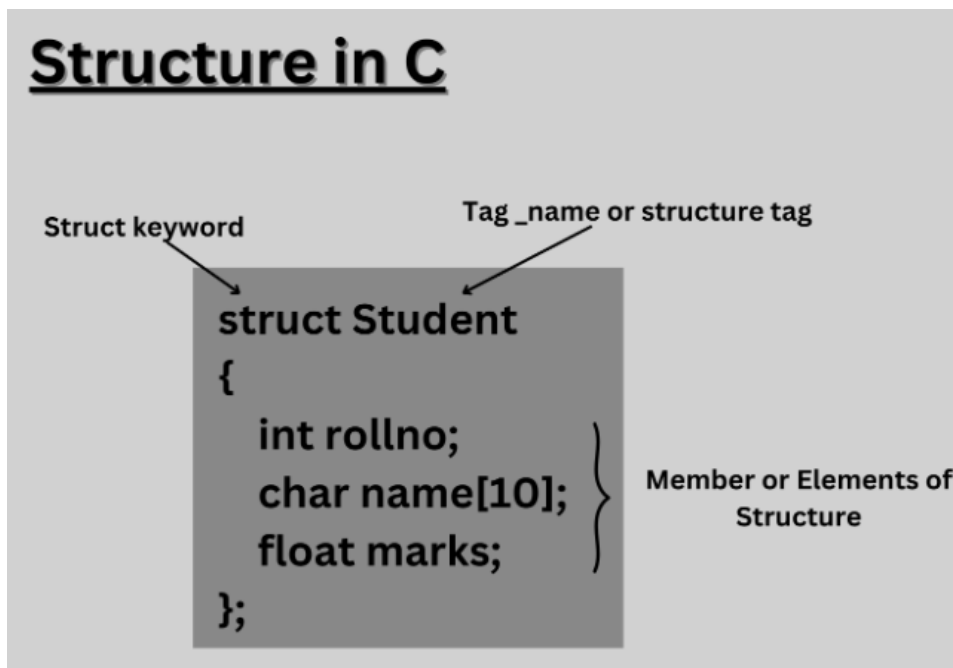 Structure in C
Struct keyword
Tag _name or structure tag
struct Student
{
int rollno;
char name[10];
float marks;
};
Member or Elements of
Structure